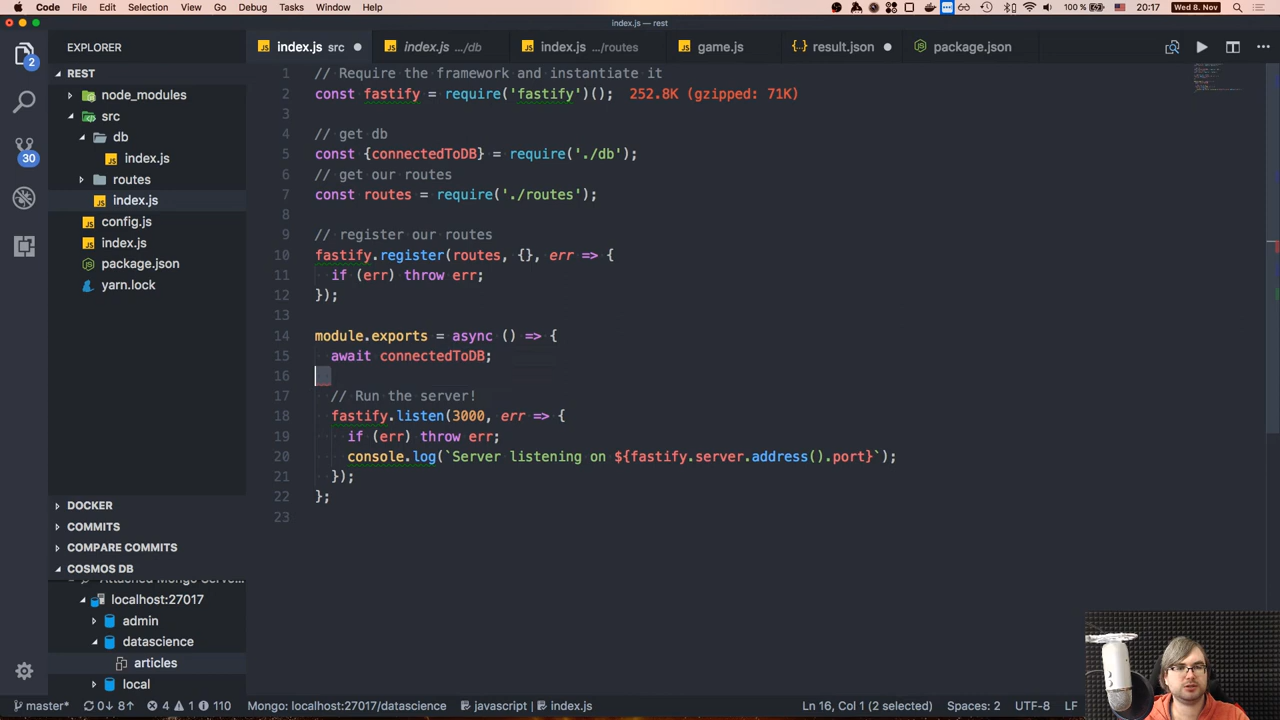 Code File Edit Selection View Go Debug Tasks Window Help 100 % Wed 8. Nov 20:17
index.js — rest
EXPLORER
index.js src
index.js .../db
index.js .../routes
game.js
result.json
package.json
REST
node_modules
src
db
index.js
routes
index.js
config.js
index.js
package.json
yarn.lock
DOCKER
COMMITS
COMPARE COMMITS
COSMOS DB
Attached Mongo Serve...
localhost:27017
admin
datascience
articles
local
2
30
1 // Require the framework and instantiate it
2 const fastify = require('fastify')(); 252.8K (gzipped: 71K)
3
4 // get db
5 const {connectedToDB} = require('./db');
6 // get our routes
7 const routes = require('./routes');
8
9 // register our routes
10 fastify.register(routes, {}, err => {
11 if (err) throw err;
12 });
13
14 module.exports = async () => {
15 await connectedToDB;
16
17 // Run the server!
18 fastify.listen(3000, err => {
19 if (err) throw err;
20 console.log(`Server listening on ${fastify.server.address().port}`);
21 });
22 };
23
master* 0↓ 8↑ 4 1 110 Mongo: localhost:27017/datascience javascript | index.js Ln 16, Col 1 (2 selected) Spaces: 2 UTF-8 LF